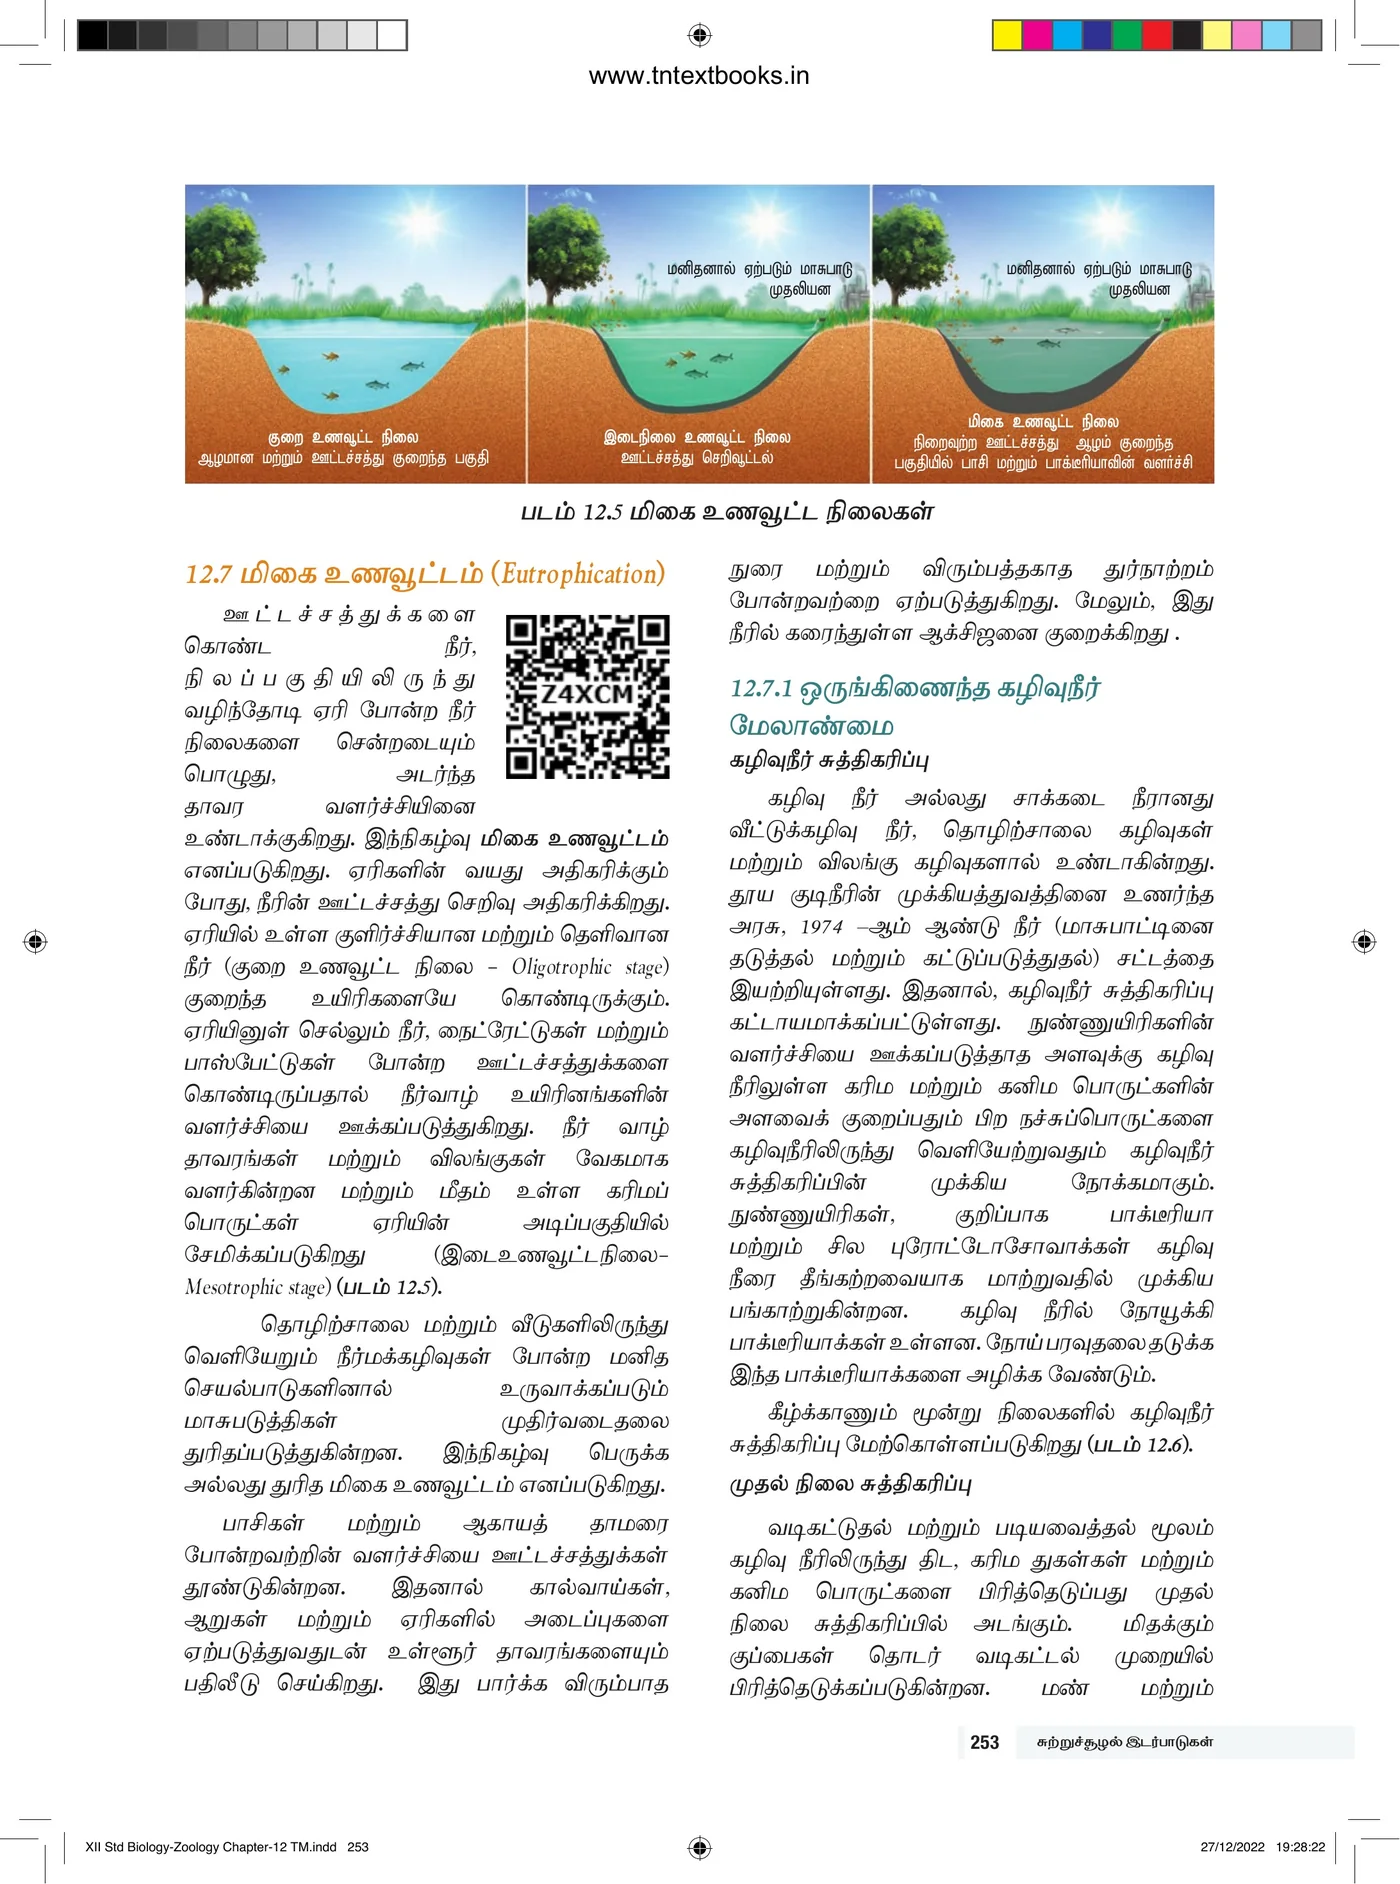 www.tntextbooks.in
மனிதனால் ஏற்படும் மாசுபாடு
முதலியன
மனிதனால் ஏற்படும் மாசுபாடு
முதலியன
குறை உணவூட்ட நிலை
ஆழமான மற்றும் ஊட்டச்சத்து குறைந்த பகுதி
இடைநிலை உணவூட்ட நிலை
ஊட்டச்சத்து செறிவூட்டல்
மிகை உணவூட்ட நிலை
நிறைவுற்ற ஊட்டச்சத்து ஆழம் குறைந்த
பகுதியில் பாசி மற்றும் பாக்டீரியாவின் வளர்ச்சி
படம் 12.5 மிகை உணவூட்ட நிலைகள்
12.7 மிகை உணவூட்டம் (Eutrophication)
ஊட்டச்சத்துக்களை
கொண்ட நீர்,
நிலப்பகுதியிலிருந்து
வழிந்தோடி ஏரி போன்ற நீர்
நிலைகளை சென்றடையும்
பொழுது, அடர்ந்த
தாவர வளர்ச்சியினை
உண்டாக்குகிறது. இந்நிகழ்வு மிகை உணவூட்டம்
எனப்படுகிறது. ஏரிகளின் வயது அதிகரிக்கும்
போது, நீரின் ஊட்டச்சத்து செறிவு அதிகரிக்கிறது.
ஏரியில் உள்ள குளிர்ச்சியான மற்றும் தெளிவான
நீர் (குறை உணவூட்ட நிலை - Oligotrophic stage)
குறைந்த உயிரிகளையே கொண்டிருக்கும்.
ஏரியினுள் செல்லும் நீர், நைட்ரேட்டுகள் மற்றும்
பாஸ்பேட்டுகள் போன்ற ஊட்டச்சத்துக்களை
கொண்டிருப்பதால் நீர்வாழ் உயிரினங்களின்
வளர்ச்சியை ஊக்கப்படுத்துகிறது. நீர் வாழ்
தாவரங்கள் மற்றும் விலங்குகள் வேகமாக
வளர்கின்றன மற்றும் மீதம் உள்ள கரிமப்
பொருட்கள் ஏரியின் அடிப்பகுதியில்
சேமிக்கப்படுகிறது (இடைஉணவூட்டநிலை-
Mesotrophic stage) (படம் 12.5).
தொழிற்சாலை மற்றும் வீடுகளிலிருந்து
வெளியேறும் நீர்மக்கழிவுகள் போன்ற மனித
செயல்பாடுகளினால் உருவாக்கப்படும்
மாசுபடுத்திகள் முதிர்வடைதலை
துரிதப்படுத்துகின்றன. இந்நிகழ்வு பெருக்க
அல்லது துரித மிகை உணவூட்டம் எனப்படுகிறது.
பாசிகள் மற்றும் ஆகாயத் தாமரை
போன்றவற்றின் வளர்ச்சியை ஊட்டச்சத்துக்கள்
தூண்டுகின்றன. இதனால் கால்வாய்கள்,
ஆறுகள் மற்றும் ஏரிகளில் அடைப்புகளை
ஏற்படுத்துவதுடன் உள்ளூர் தாவரங்களையும்
பதிலீடு செய்கிறது. இது பார்க்க விரும்பாத
Z4XCM
நுரை மற்றும் விரும்பத்தகாத துர்நாற்றம்
போன்றவற்றை ஏற்படுத்துகிறது. மேலும், இது
நீரில் கரைந்துள்ள ஆக்சிஜனை குறைக்கிறது .
12.7.1 ஒருங்கிணைந்த கழிவுநீர்
மேலாண்மை
கழிவுநீர் சுத்திகரிப்பு
கழிவு நீர் அல்லது சாக்கடை நீரானது
வீட்டுக்கழிவு நீர், தொழிற்சாலை கழிவுகள்
மற்றும் விலங்கு கழிவுகளால் உண்டாகின்றது.
தூய குடிநீரின் முக்கியத்துவத்தினை உணர்ந்த
அரசு, 1974 –ஆம் ஆண்டு நீர் (மாசுபாட்டினை
தடுத்தல் மற்றும் கட்டுப்படுத்துதல்) சட்டத்தை
இயற்றியுள்ளது. இதனால், கழிவுநீர் சுத்திகரிப்பு
கட்டாயமாக்கப்பட்டுள்ளது. நுண்ணுயிரிகளின்
வளர்ச்சியை ஊக்கப்படுத்தாத அளவுக்கு கழிவு
நீரிலுள்ள கரிம மற்றும் கனிம பொருட்களின்
அளவைக் குறைப்பதும் பிற நச்சுப்பொருட்களை
கழிவுநீரிலிருந்து வெளியேற்றுவதும் கழிவுநீர்
சுத்திகரிப்பின் முக்கிய நோக்கமாகும்.
நுண்ணுயிரிகள், குறிப்பாக பாக்டீரியா
மற்றும் சில புரோட்டோசோவாக்கள் கழிவு
நீரை தீங்கற்றவையாக மாற்றுவதில் முக்கிய
பங்காற்றுகின்றன. கழிவு நீரில் நோயூக்கி
பாக்டீரியாக்கள் உள்ளன. நோய் பரவுதலை தடுக்க
இந்த பாக்டீரியாக்களை அழிக்க வேண்டும்.
கீழ்க்காணும் மூன்று நிலைகளில் கழிவுநீர்
சுத்திகரிப்பு மேற்கொள்ளப்படுகிறது (படம் 12.6).
முதல் நிலை சுத்திகரிப்பு
வடிகட்டுதல் மற்றும் படியவைத்தல் மூலம்
கழிவு நீரிலிருந்து திட, கரிம துகள்கள் மற்றும்
கனிம பொருட்களை பிரித்தெடுப்பது முதல்
நிலை சுத்திகரிப்பில் அடங்கும். மிதக்கும்
குப்பைகள் தொடர் வடிகட்டல் முறையில்
பிரித்தெடுக்கப்படுகின்றன. மண் மற்றும்
253 சுற்றுச்சூழல் இடர்பாடுகள்
XII Std Biology-Zoology Chapter-12 TM.indd 253
27/12/2022 19:28:22